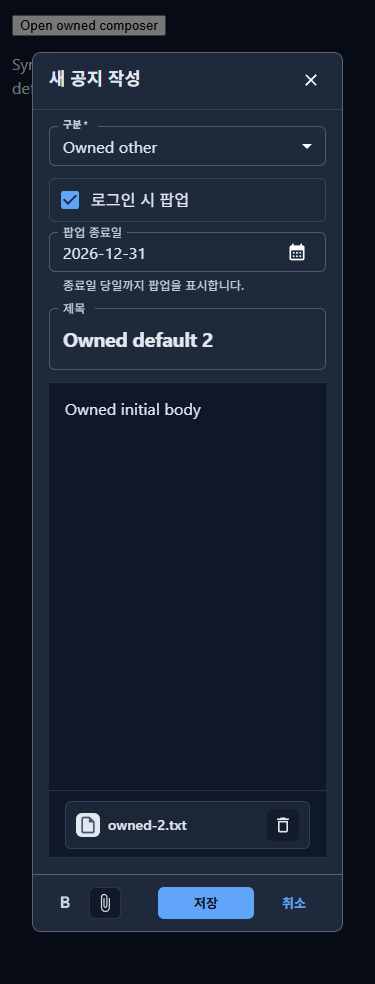 Open owned composer
새 공지 작성
구분 *
Owned other
로그인 시 팝업
팝업 종료일
2026-12-31
종료일 당일까지 팝업을 표시합니다.
제목
Owned default 2
Owned initial body
owned-2.txt
B
저장
취소